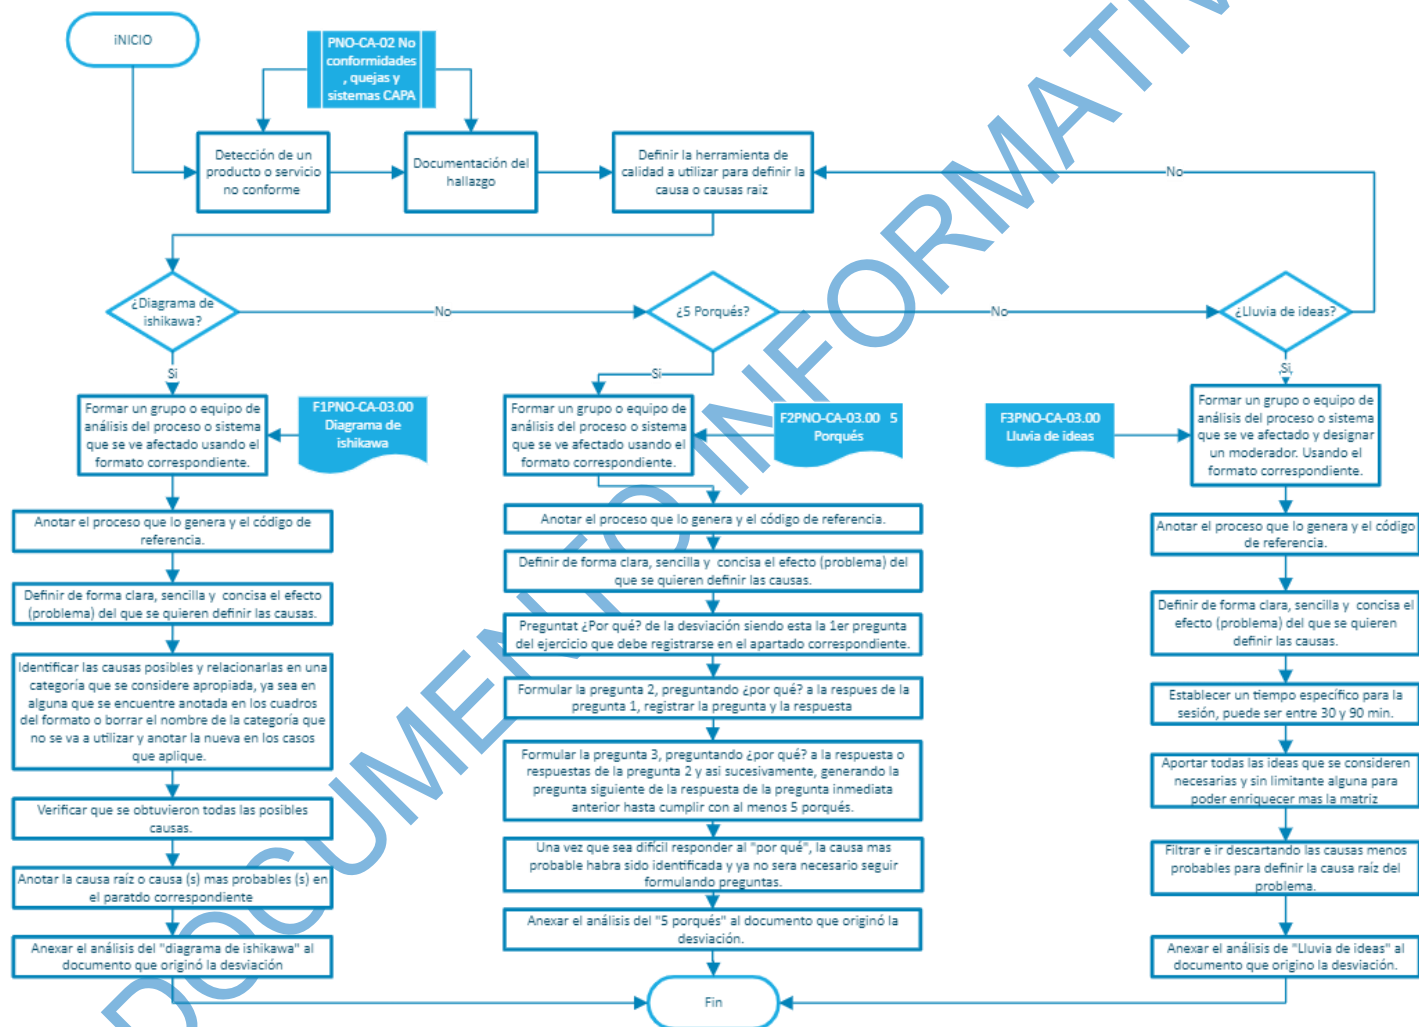 iNICIO
PNO-CA-02 No
conformidades
, quejas y
sistemas CAPA
Detección de un
producto o servicio
no conforme
Documentación del
hallazgo
Definir la herramienta de
calidad a utilizar para definir la
causa o causas raiz
No
¿Diagrama de
ishikawa?
No
¿5 Porqués?
No
¿Lluvia de ideas?
Si
Si
Si,
Formar un grupo o equipo de
análisis del proceso o sistema
que se ve afectado usando el
formato correspondiente.
F1PNO-CA-03.00
Diagrama de
ishikawa
Formar un grupo o equipo de
análisis del proceso o sistema
que se ve afectado usando el
formato correspondiente.
F2PNO-CA-03.00 5
Porqués
F3PNO-CA-03.00
Lluvia de ideas
Formar un grupo o equipo de
análisis del proceso o sistema
que se ve afectado y designar
un moderador. Usando el
formato correspondiente.
Anotar el proceso que lo genera y el código de
referencia.
Definir de forma clara, sencilla y concisa el efecto
(problema) del que se quieren definir las causas.
Identificar las causas posibles y relacionarlas en una
categoría que se considere apropiada, ya sea en
alguna que se encuentre anotada en los cuadros
del formato o borrar el nombre de la categoría que
no se va a utilizar y anotar la nueva en los casos
que aplique.
Verificar que se obtuvieron todas las posibles
causas.
Anotar la causa raíz o causa (s) mas probables (s) en
el paratdo correspondiente
Anexar el análisis del "diagrama de ishikawa" al
documento que originó la desviación
Anotar el proceso que lo genera y el código de referencia.
Definir de forma clara, sencilla y concisa el efecto (problema) del
que se quieren definir las causas.
Preguntat ¿Por qué? de la desviación siendo esta la 1er pregunta
del ejercicio que debe registrarse en el apartado correspondiente.
Formular la pregunta 2, preguntando ¿por qué? a la respues de la
pregunta 1, registrar la pregunta y la respuesta
Formular la pregunta 3, preguntando ¿por qué? a la respuesta o
respuestas de la pregunta 2 y asi sucesivamente, generando la
pregunta siguiente de la respuesta de la pregunta inmediata
anterior hasta cumplir con al menos 5 porqués.
Una vez que sea difícil responder al "por qué", la causa mas
probable habra sido identificada y ya no sera necesario seguir
formulando preguntas.
Anexar el análisis del "5 porqués" al documento que originó la
desviación.
Anotar el proceso que lo genera y el código
de referencia.
Definir de forma clara, sencilla y concisa el
efecto (problema) del que se quieren
definir las causas.
Establecer un tiempo específico para la
sesión, puede ser entre 30 y 90 min.
Aportar todas las ideas que se consideren
necesarias y sin limitante alguna para
poder enriquecer mas la matriz
Filtrar e ir descartando las causas menos
probables para definir la causa raíz del
problema.
Anexar el análisis de "Lluvia de ideas" al
documento que origino la desviación.
Fin
DOCUMENTO INFORMATIV